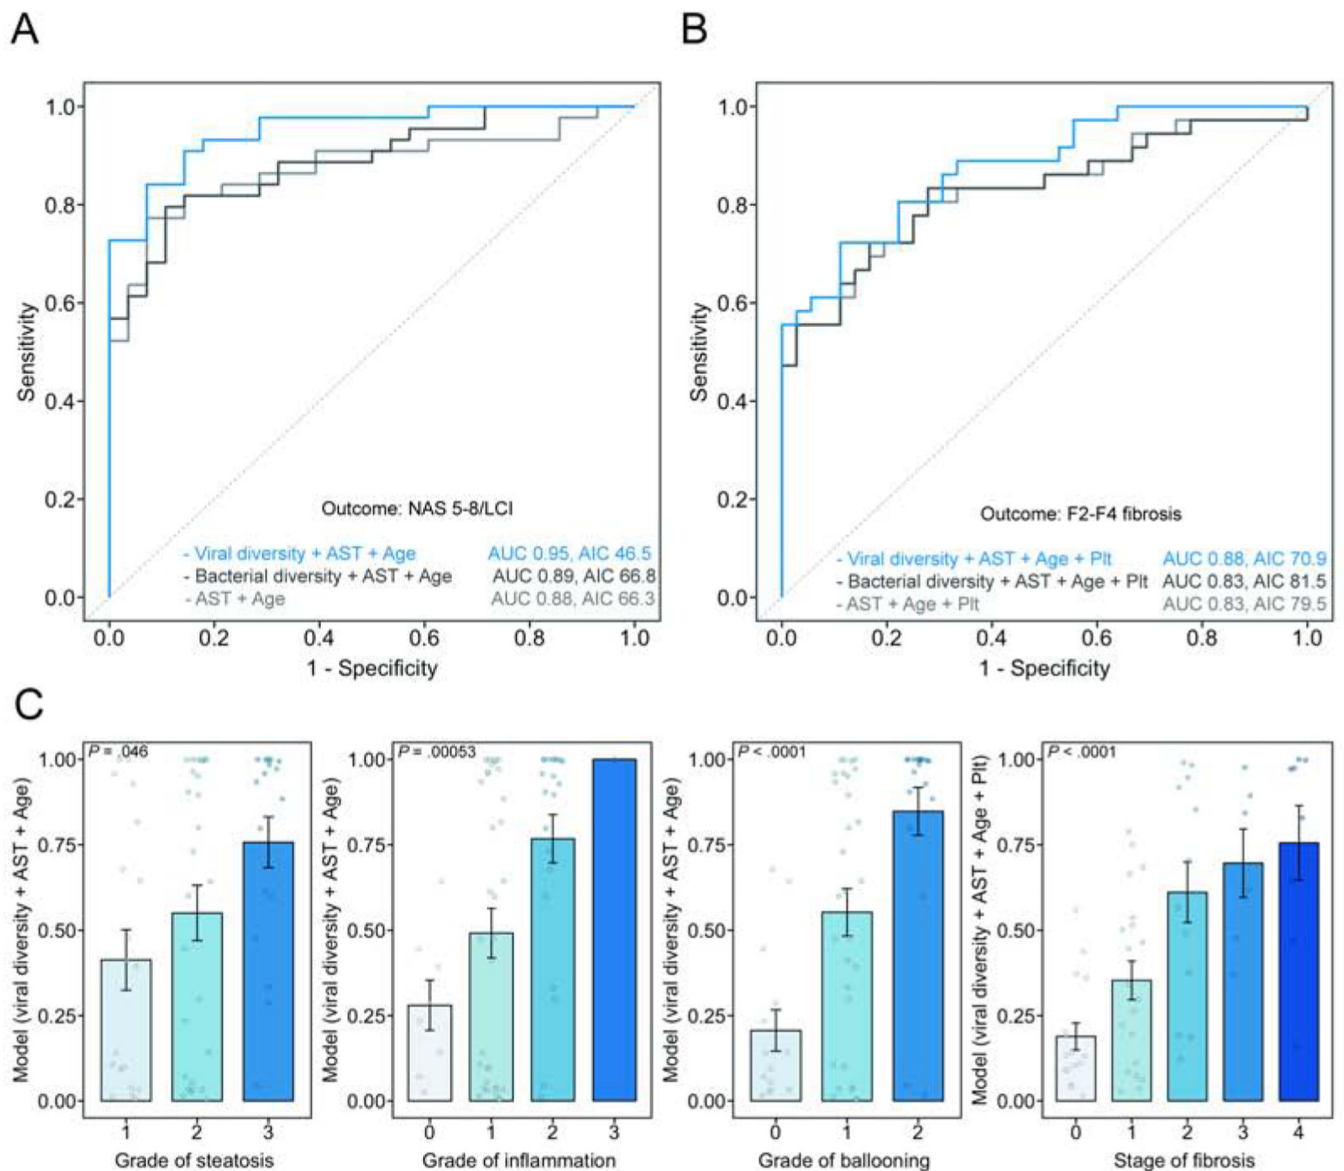 A
B
1.0
0.8
0.6
0.4
0.2
0.0
Sensitivity
Outcome: NAS 5-8/LCI
- Viral diversity + AST + Age AUC 0.95, AIC 46.5
- Bacterial diversity + AST + Age AUC 0.89, AIC 66.8
- AST + Age AUC 0.88, AIC 66.3
0.0 0.2 0.4 0.6 0.8 1.0
1 - Specificity
1.0
0.8
0.6
0.4
0.2
0.0
Sensitivity
Outcome: F2-F4 fibrosis
- Viral diversity + AST + Age + Plt AUC 0.88, AIC 70.9
- Bacterial diversity + AST + Age + Plt AUC 0.83, AIC 81.5
- AST + Age + Plt AUC 0.83, AIC 79.5
0.0 0.2 0.4 0.6 0.8 1.0
1 - Specificity
C
P = .046
1.00
0.75
0.50
0.25
0.00
Model (viral diversity + AST + Age)
1 2 3
Grade of steatosis
P = .00053
1.00
0.75
0.50
0.25
0.00
Model (viral diversity + AST + Age)
0 1 2 3
Grade of inflammation
P < .0001
1.00
0.75
0.50
0.25
0.00
Model (viral diversity + AST + Age)
0 1 2
Grade of ballooning
P < .0001
1.00
0.75
0.50
0.25
0.00
Model (viral diversity + AST + Age + Plt)
0 1 2 3 4
Stage of fibrosis